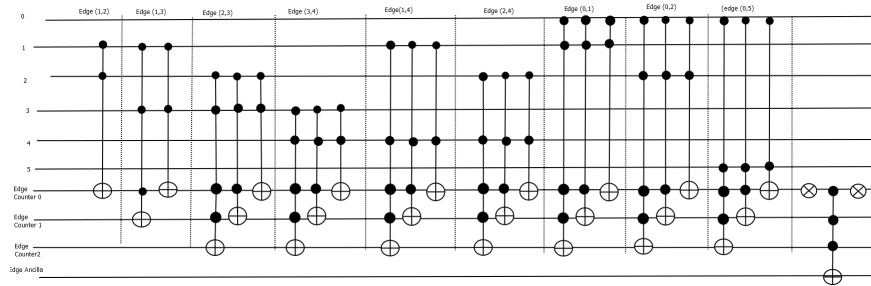 Edge (1,2) Edge (1,3) Edge (2,3) Edge (3,4) Edge(1,4) Edge (2,4) Edge (0,1) Edge (0,2) (edge (0,5)
0
1
2
3
4
5
Edge
Counter 0
Edge
Counter 1
Edge
Counter2
Edge Ancilla